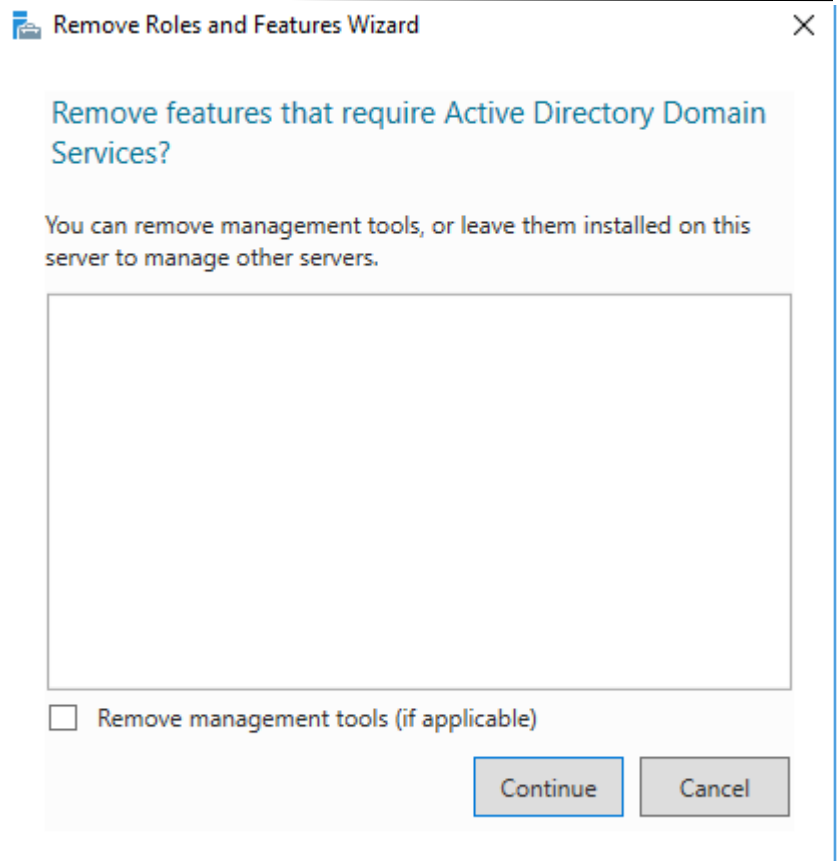 Remove Roles and Features Wizard
Remove features that require Active Directory Domain
Services?
You can remove management tools, or leave them installed on this
server to manage other servers.
Remove management tools (if applicable)
Continue
Cancel